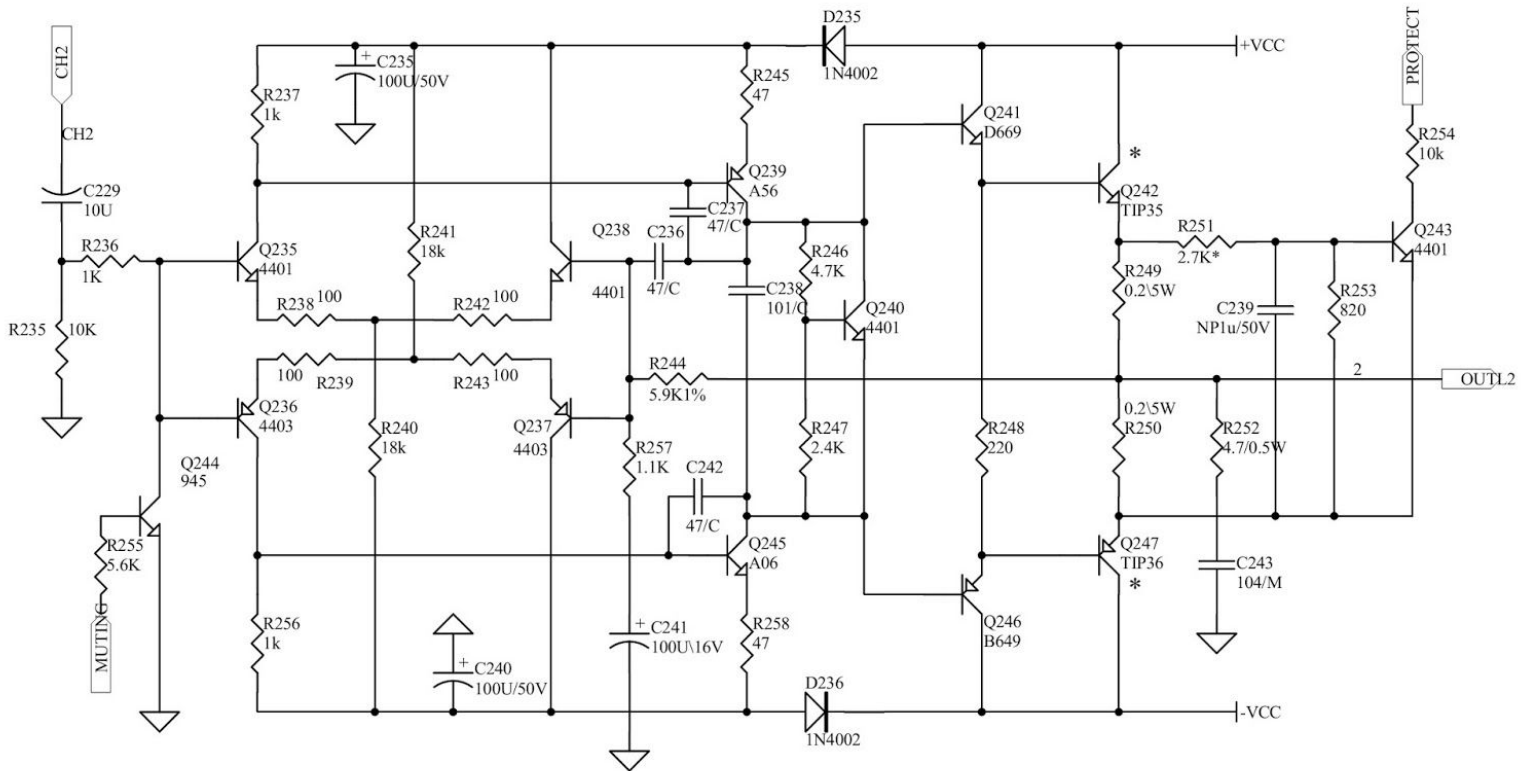 D235
1N4002
+VCC
CH2
PROTECT
C235
100U/50V
R245
47
R237
1k
Q241
D669
R254
10k
CH2
*
Q239
A56
Q242
TIP35
C229
10U
C237
47/C
R236
1K
Q235
4401
R241
18k
Q238
4401
C236
47/C
R246
4.7K
R251
2.7K*
Q243
4401
R249
0.2\5W
C238
101/C
Q240
4401
C239
NP1u/50V
R253
820
R238
100
R242
100
R235
10K
100
R239
R243
100
R244
5.9K1%
2
OUTL2
Q236
4403
R240
18k
Q237
4403
R257
1.1K
R247
2.4K
R248
220
0.2\5W
R250
R252
4.7/0.5W
Q244
945
C242
47/C
R255
5.6K
Q245
A06
Q247
TIP36
*
C243
104/M
MUTING
R256
1k
C241
100U\16V
R258
47
Q246
B649
C240
100U/50V
D236
1N4002
-VCC